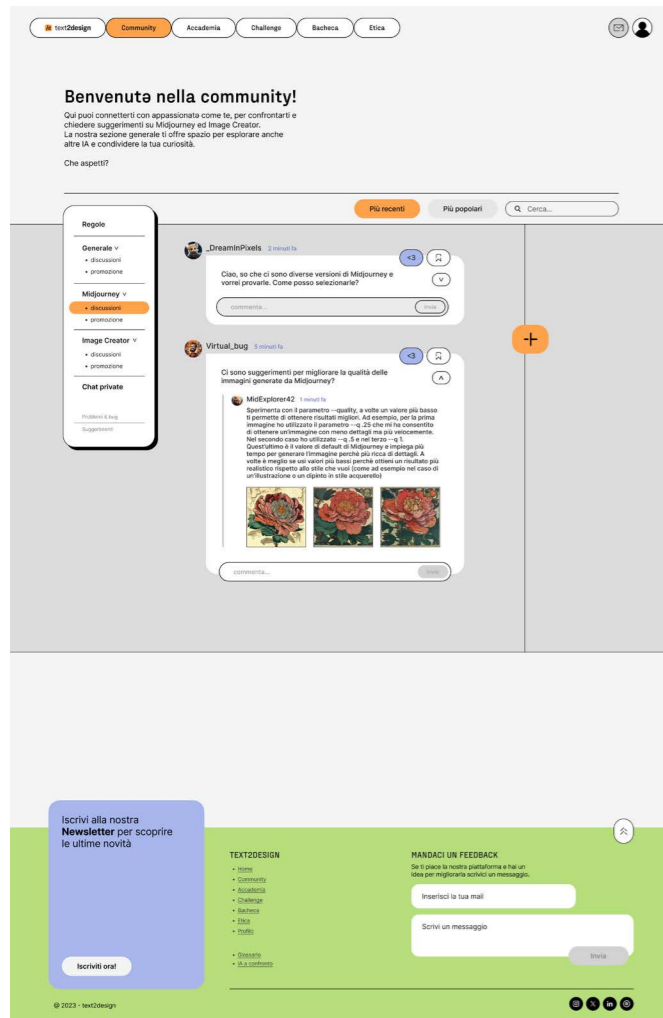 text2design
Community
Accademia
Challenge
Bacheca
Etica
Benvenutə nella community!
Qui puoi connetterti con appassionatə come te, per confrontarti e
chiedere suggerimenti su Midjourney ed Image Creator.
La nostra sezione generale ti offre spazio per esplorare anche
altre IA e condividere la tua curiosità.
Che aspetti?
Più recenti
Più popolari
Cerca...
Regole
Generale
• discussioni
• promozione
Midjourney
• discussioni
• promozione
Image Creator
• discussioni
• promozione
Chat private
Problemi & bug
Suggerimenti
_DreamInPixels 2 minuti fa
<3
Ciao, so che ci sono diverse versioni di Midjourney e
vorrei provarle. Come posso selezionarle?
commenta...
Invia
Virtual_bug 5 minuti fa
<3
Ci sono suggerimenti per migliorare la qualità delle
immagini generate da Midjourney?
MidExplorer42 1 minuti fa
Sperimenta con il parametro --quality, a volte un valore più basso
ti permette di ottenere risultati migliori. Ad esempio, per la prima
immagine ho utilizzato il parametro --q .25 che mi ha consentito
di ottenere un'immagine con meno dettagli ma più velocemente.
Nel secondo caso ho utilizzato --q .5 e nel terzo --q 1.
Quest'ultimo è il valore di default di Midjourney e impiega più
tempo per generare l'immagine perché più ricca di dettagli. A
volte è meglio se usi valori più bassi perché ottieni un risultato più
realistico rispetto allo stile che vuoi (come ad esempio nel caso di
un'illustrazione o un dipinto in stile acquerello)
commenta...
Invia
+
Iscrivi alla nostra
Newsletter per scoprire
le ultime novità
Iscriviti ora!
TEXT2DESIGN
• Home
• Community
• Accademia
• Challenge
• Bacheca
• Etica
• Profilo
• Glossario
• IA a confronto
MANDACI UN FEEDBACK
Se ti piace la nostra piattaforma e hai un
idea per migliorarla scrivici un messaggio.
Inserisci la tua mail
Scrivi un messaggio
Invia
@ 2023 - text2design